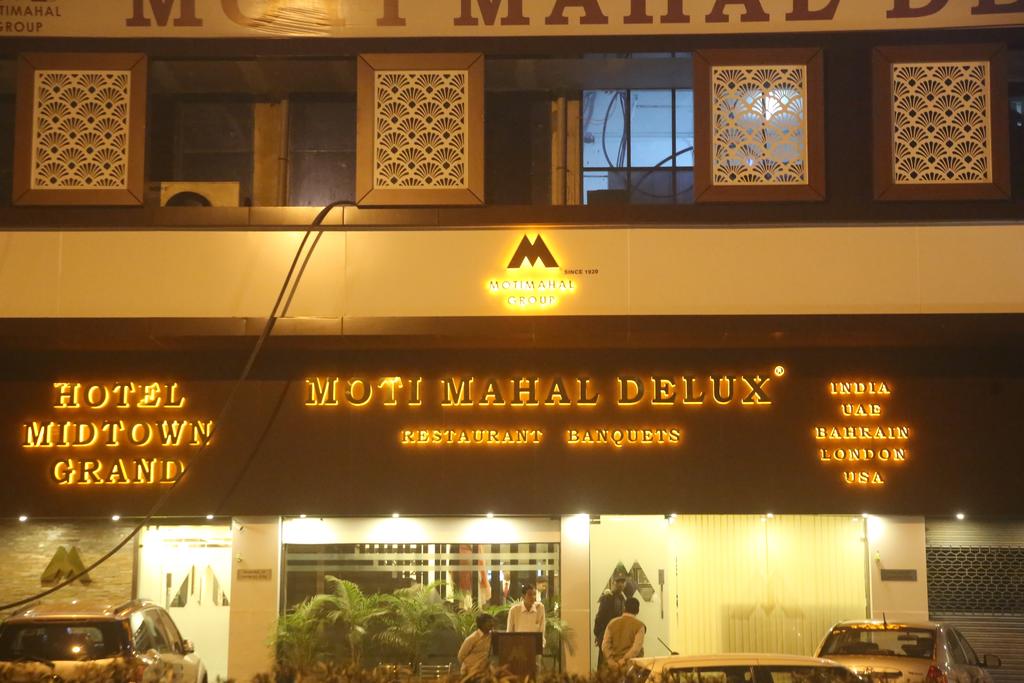 TIMAHAL
GROUP
MOTI MAHAL DE
M
SINCE 1920
MOTIMAHAL
GROUP
HOTEL
MIDTOWN
GRAND
MOTI MAHAL DELUX®
RESTAURANT BANQUETS
INDIA
UAE
BAHRAIN
LONDON
USA